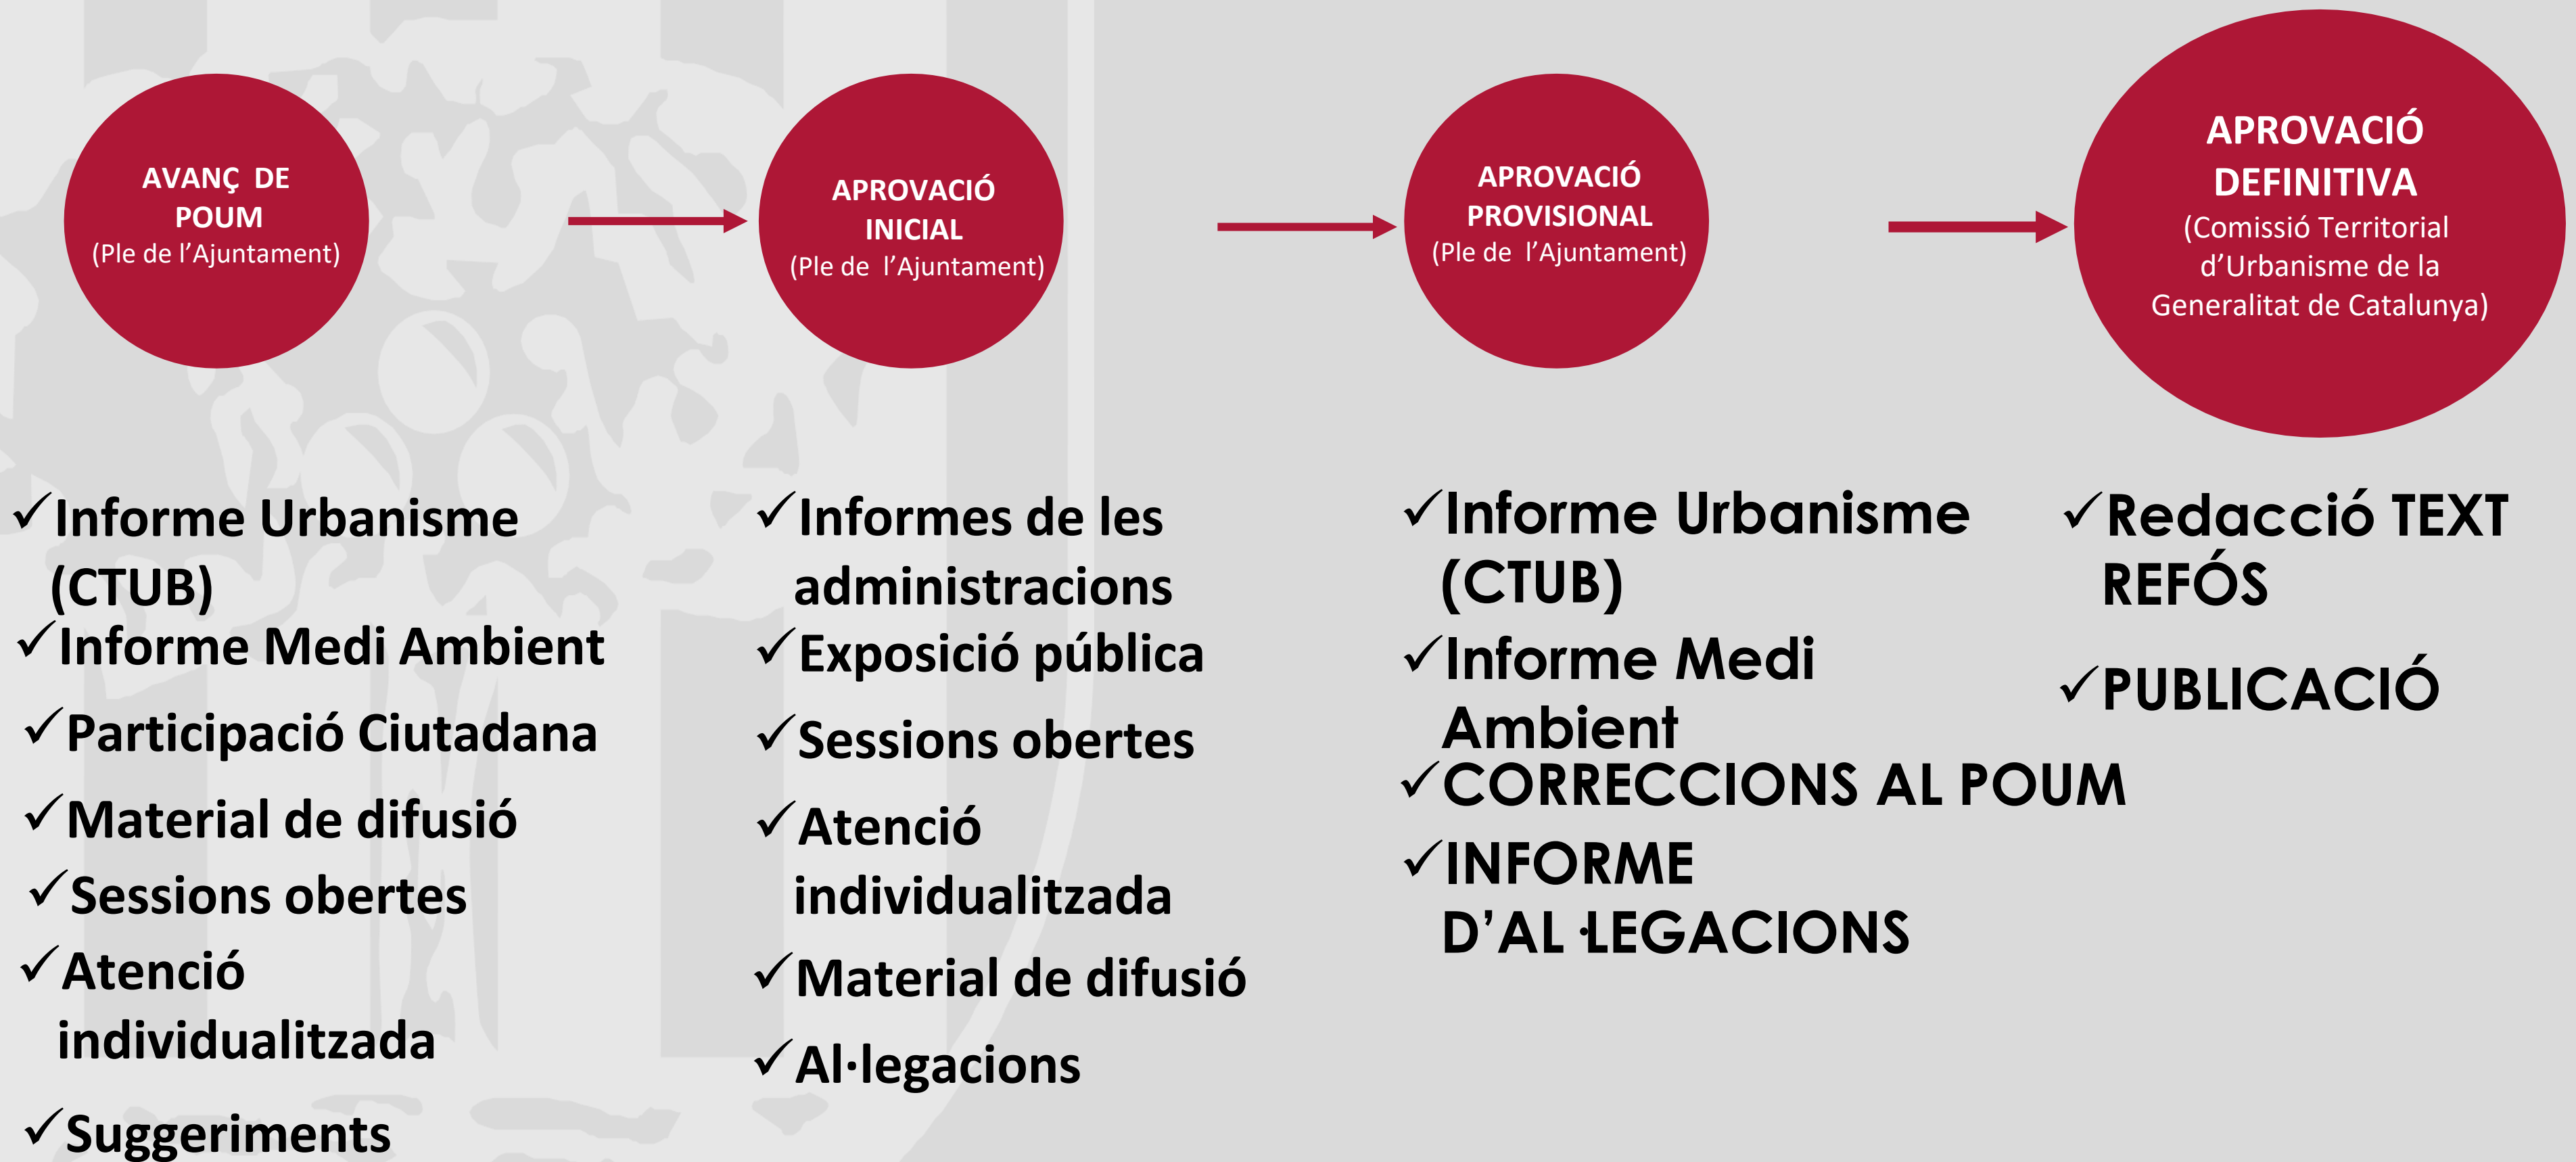 AVANÇ DE
POUM
(Ple de l’Ajuntament)
APROVACIÓ
INICIAL
(Ple de l’Ajuntament)
APROVACIÓ
PROVISIONAL
(Ple de l’Ajuntament)
APROVACIÓ
DEFINITIVA
(Comissió Territorial
d’Urbanisme de la
Generalitat de Catalunya)
✓Informe Urbanisme
(CTUB)
✓Informe Medi Ambient
✓Participació Ciutadana
✓Material de difusió
✓Sessions obertes
✓Atenció
individualitzada
✓Suggeriments
✓Informes de les
administracions
✓Exposició pública
✓Sessions obertes
✓Atenció
individualitzada
✓Material de difusió
✓Al·legacions
✓Informe Urbanisme
(CTUB)
✓Informe Medi
Ambient
✓CORRECCIONS AL POUM
✓INFORME
D’AL·LEGACIONS
✓Redacció TEXT
REFÓS
✓PUBLICACIÓ